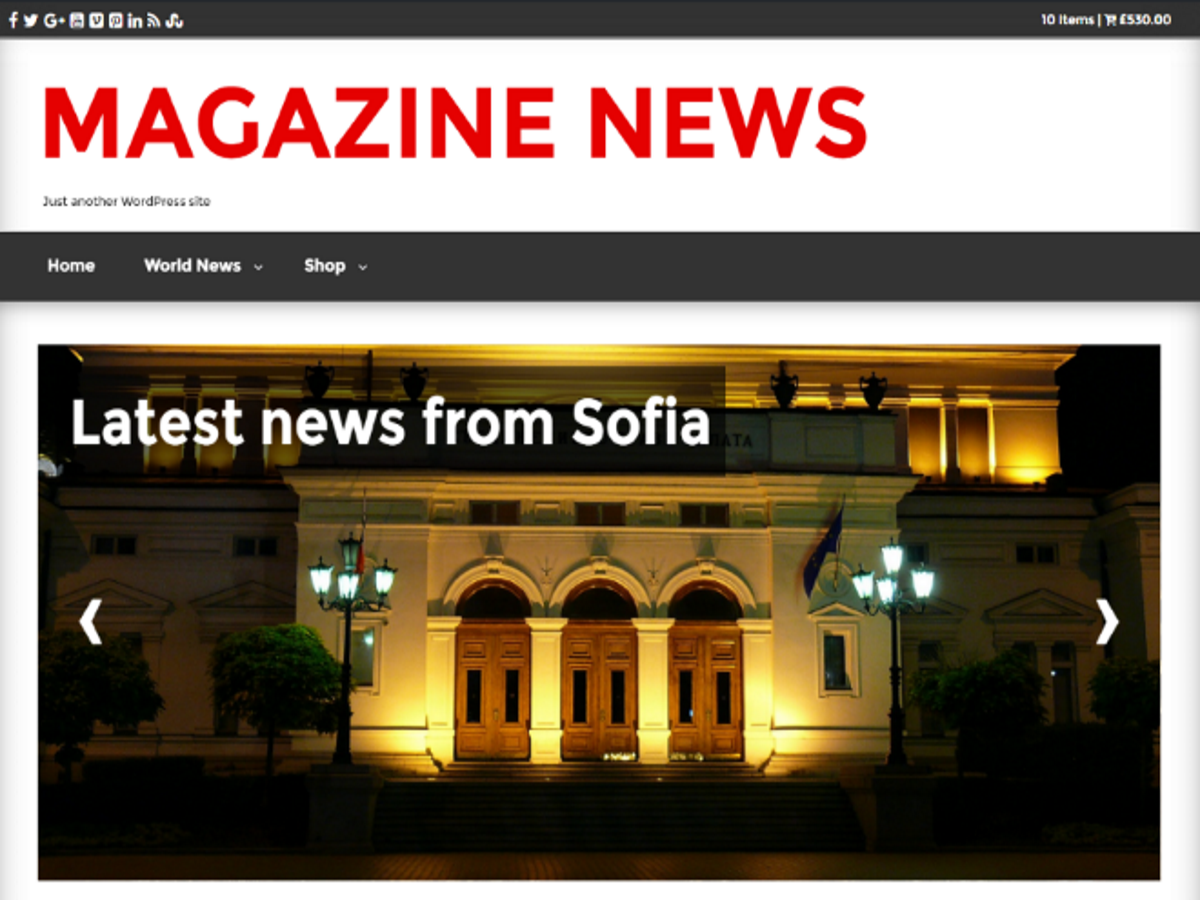 10 Items | £530.00
MAGAZINE NEWS
Just another WordPress site
Home World News Shop
Latest news from Sofia